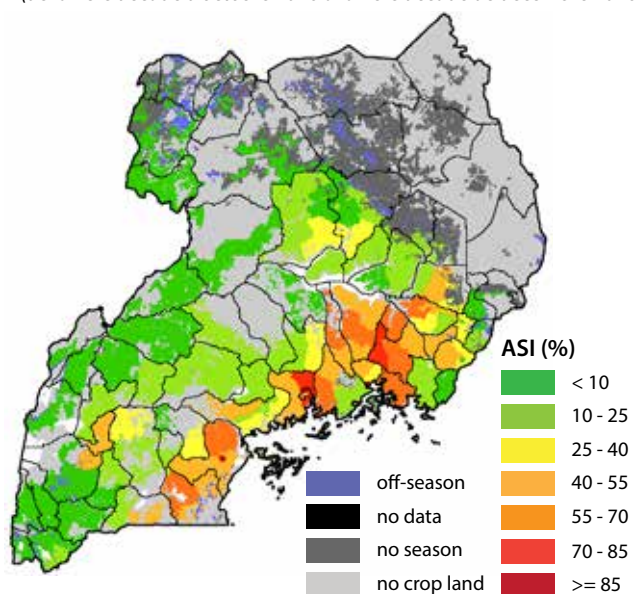 ASI (%)
< 10
10 - 25
25 - 40
40 - 55
55 - 70
70 - 85
>= 85
off-season
no data
no season
no crop land